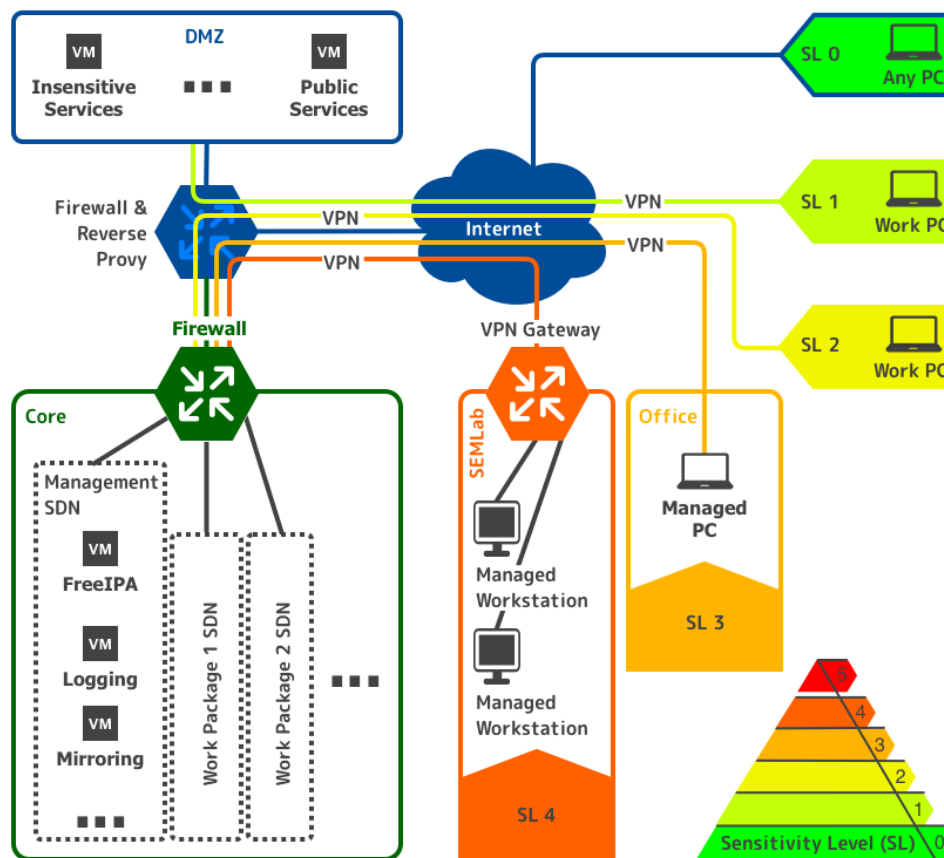 DMZ
VM
VM
Insensitive
Services
Public
Services
SL 0
Any PC
Firewall &
Reverse
Provy
VPN
VPN
VPN
VPN
Internet
SL 1
Work PC
SL 2
Work PC
Firewall
VPN Gateway
Core
Management
SDN
VM
FreeIPA
VM
Logging
VM
Mirroring
Work Package 1 SDN
Work Package 2 SDN
SEMLab
Managed
Workstation
Managed
Workstation
SL 4
Office
Managed
PC
SL 3
5
4
3
2
1
Sensitivity Level (SL) 0